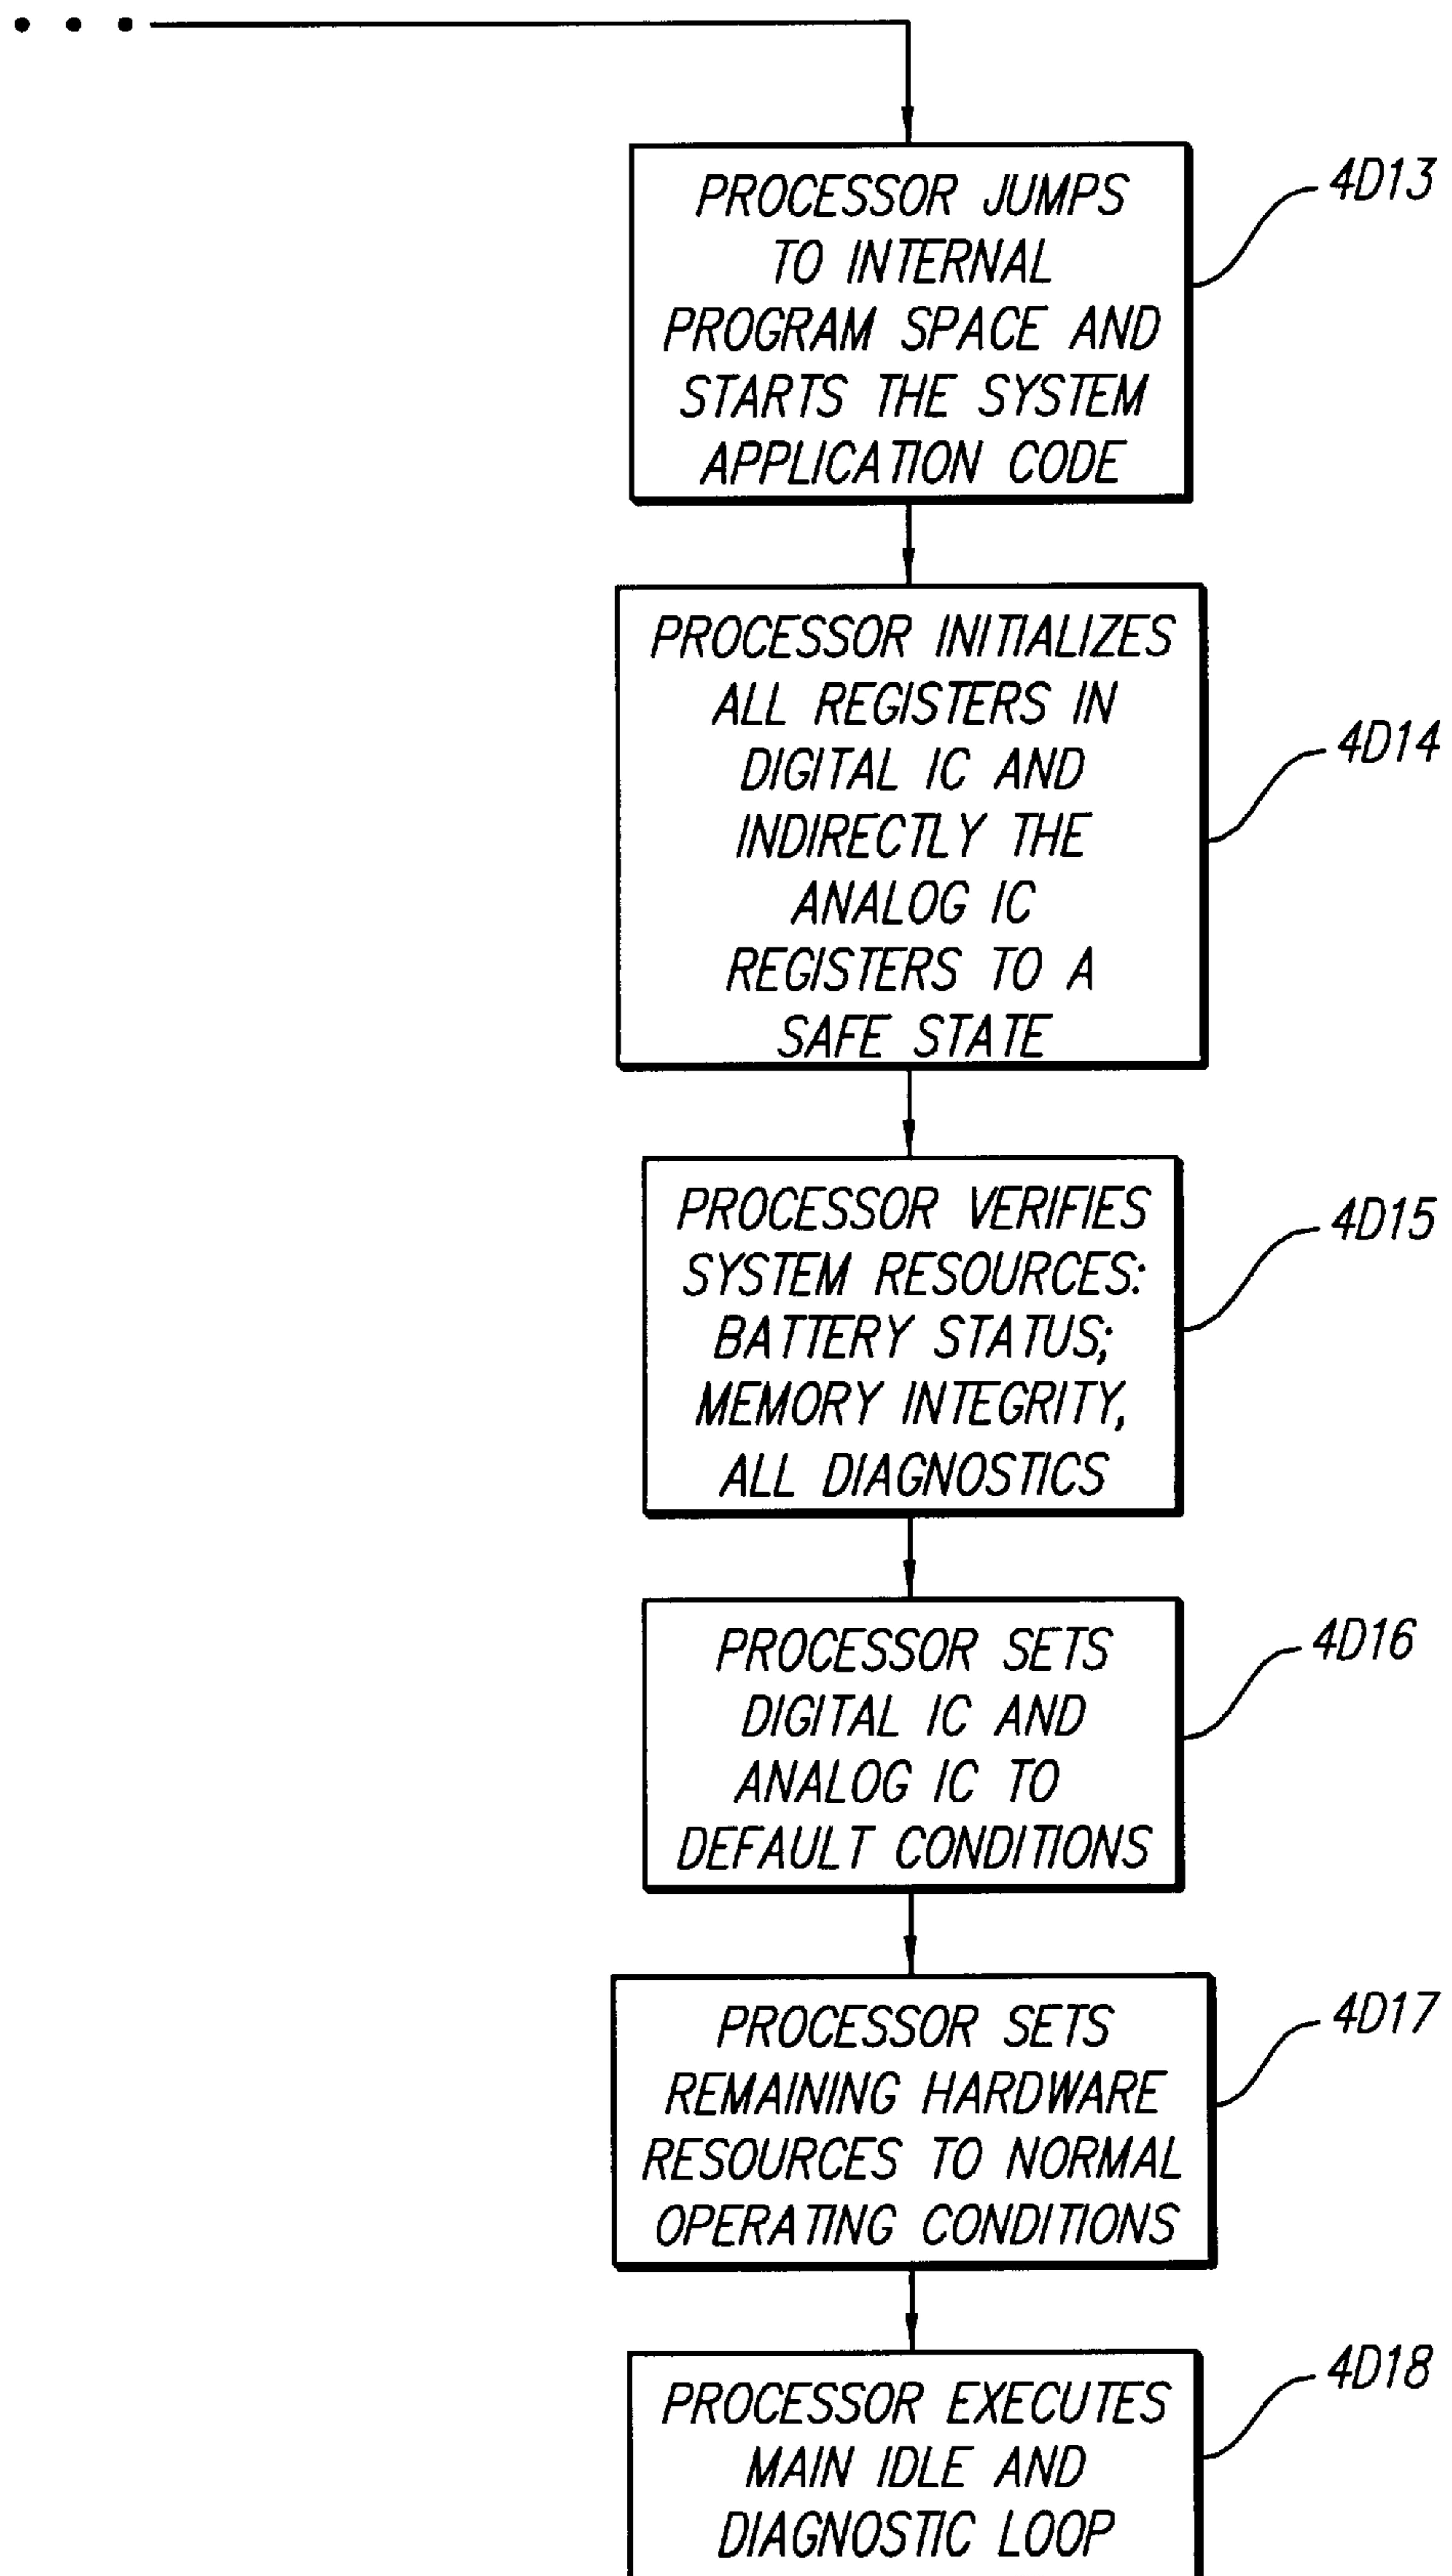 PROCESSOR JUMPS
TO INTERNAL
PROGRAM SPACE AND
STARTS THE SYSTEM
APPLICATION CODE
4D13
PROCESSOR INITIALIZES
ALL REGISTERS IN
DIGITAL IC AND
INDIRECTLY THE
ANALOG IC
REGISTERS TO A
SAFE STATE
4D14
PROCESSOR VERIFIES
SYSTEM RESOURCES:
BATTERY STATUS;
MEMORY INTEGRITY,
ALL DIAGNOSTICS
4D15
PROCESSOR SETS
DIGITAL IC AND
ANALOG IC TO
DEFAULT CONDITIONS
4D16
PROCESSOR SETS
REMAINING HARDWARE
RESOURCES TO NORMAL
OPERATING CONDITIONS
4D17
PROCESSOR EXECUTES
MAIN IDLE AND
DIAGNOSTIC LOOP
4D18